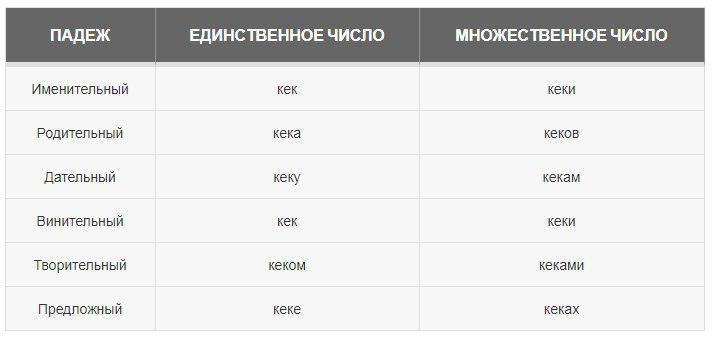 ПАДЕЖ ЕДИНСТВЕННОЕ ЧИСЛО МНОЖЕСТВЕННОЕ ЧИСЛО
Именительный кек кеки
Родительный кека кеков
Дательный кеку кекам
Винительный кек кеки
Творительный кеком кеками
Предложный кеке кеках